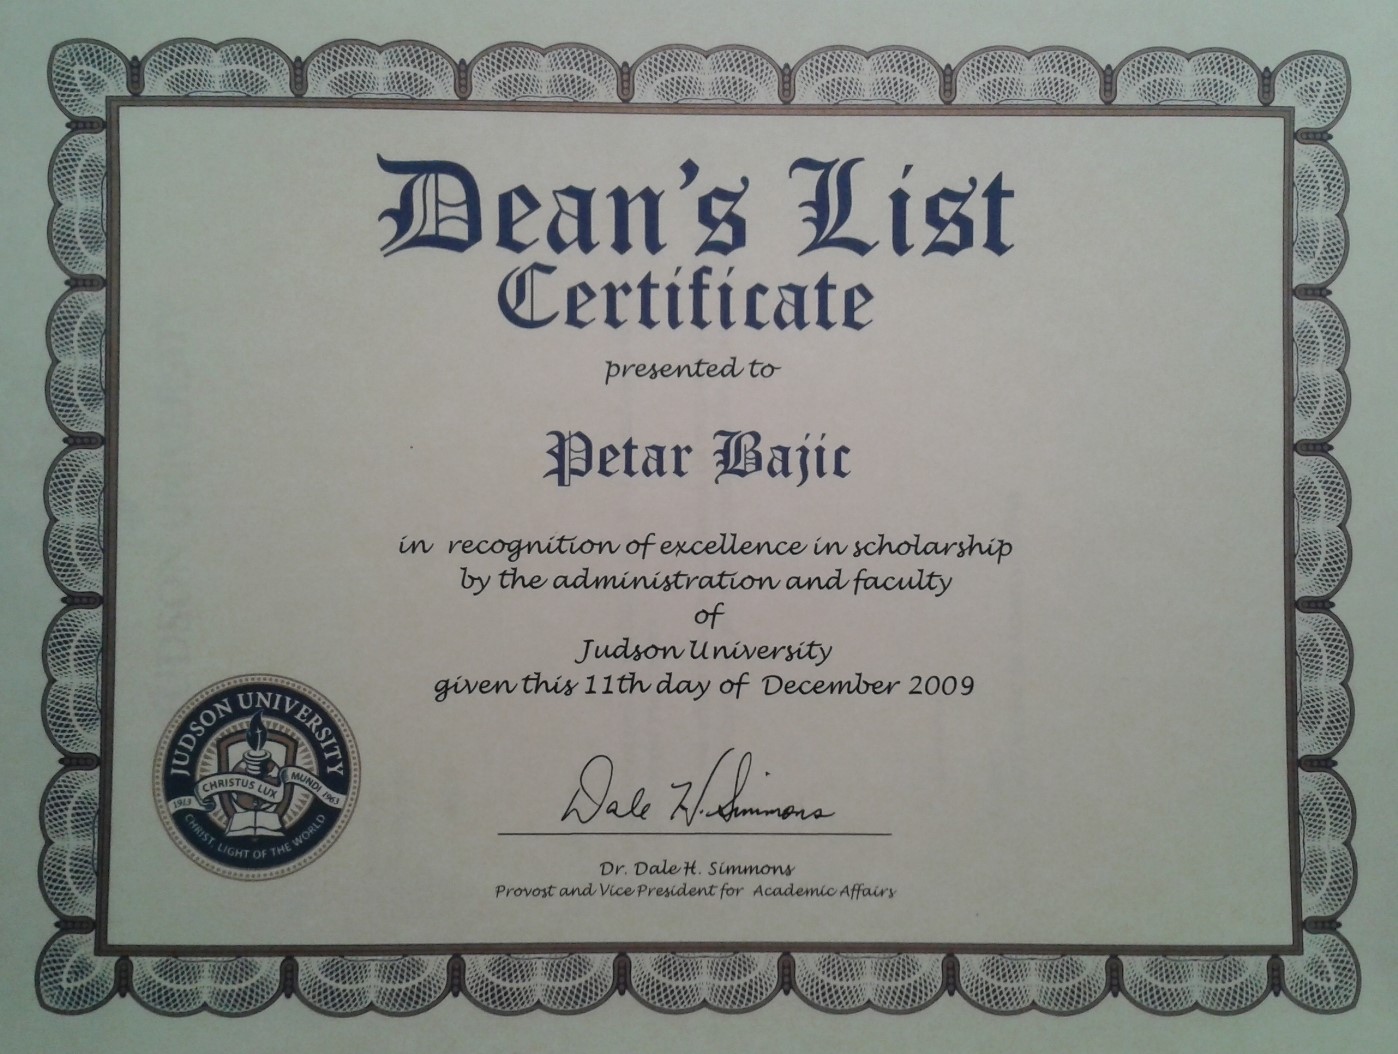 Dean's List
Certificate
presented to
Petar Bajic
in recognition of excellence in scholarship
by the administration and faculty
of
Judson University
given this 11th day of December 2009
JUDSON UNIVERSITY
CHRISTUS LUX MUNDI
1913 1963
CHRIST, LIGHT OF THE WORLD
Dale H. Simmons
Dr. Dale H. Simmons
Provost and Vice President for Academic Affairs